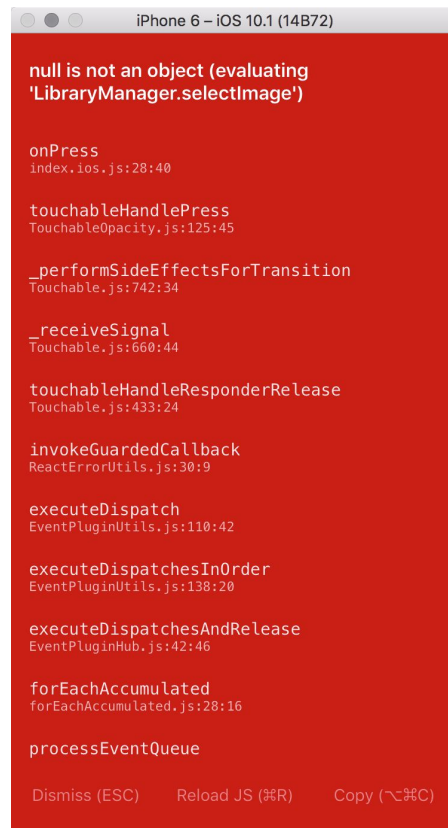 iPhone 6 – iOS 10.1 (14B72)
null is not an object (evaluating
'LibraryManager.selectImage')
onPress
index.ios.js:28:40
touchableHandlePress
TouchableOpacity.js:125:45
_performSideEffectsForTransition
Touchable.js:742:34
_receiveSignal
Touchable.js:660:44
touchableHandleResponderRelease
Touchable.js:433:24
invokeGuardedCallback
ReactErrorUtils.js:30:9
executeDispatch
EventPluginUtils.js:110:42
executeDispatchesInOrder
EventPluginUtils.js:138:20
executeDispatchesAndRelease
EventPluginHub.js:42:46
forEachAccumulated
forEachAccumulated.js:28:16
processEventQueue
Dismiss (ESC) Reload JS (⌘R) Copy (⌥⌘C)